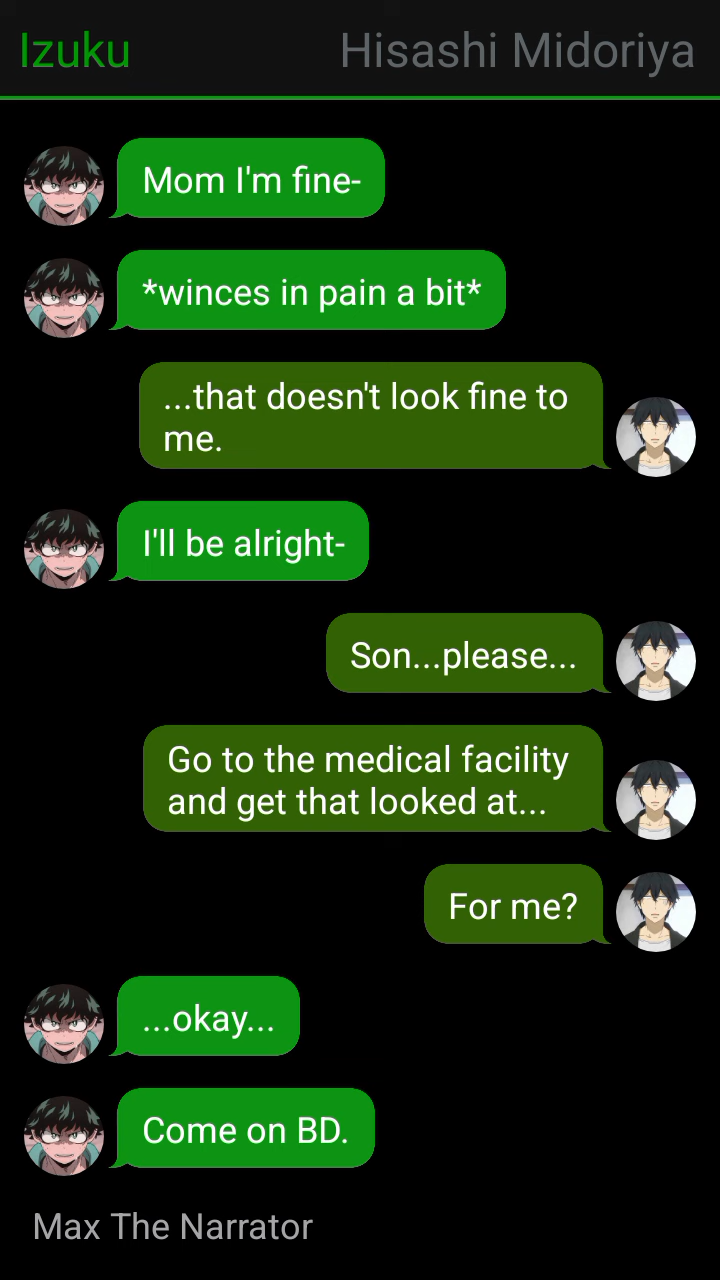 Izuku Hisashi Midoriya
Mom I'm fine-
*winces in pain a bit*
...that doesn't look fine to
me.
I'll be alright-
Son...please...
Go to the medical facility
and get that looked at...
For me?
...okay...
Come on BD.
Max The Narrator